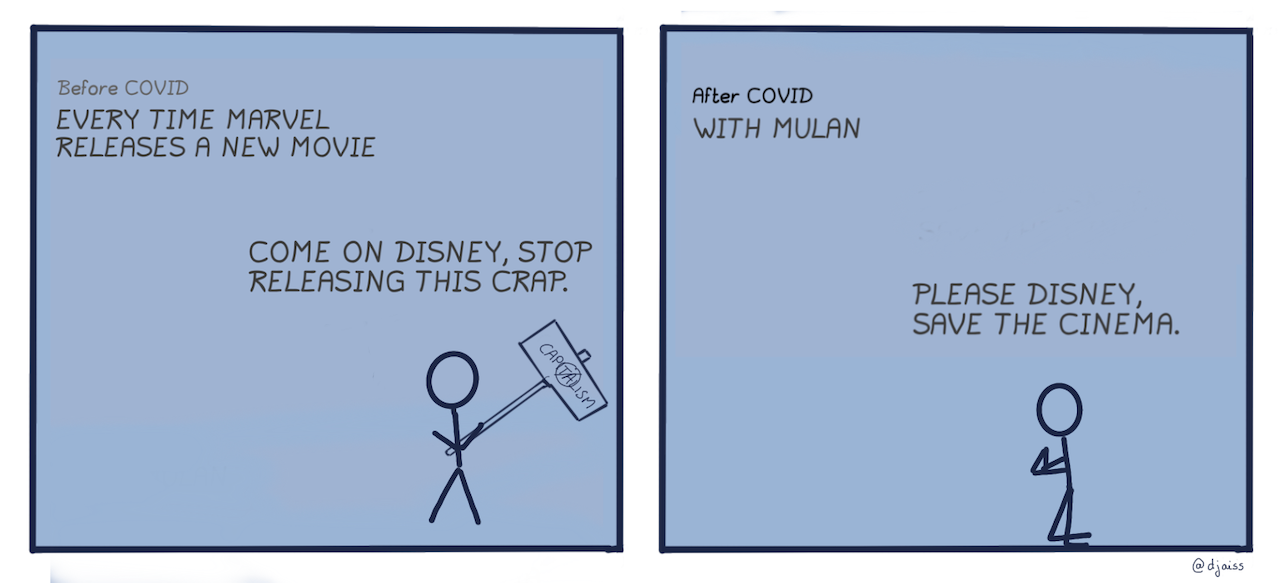 Before COVID
EVERY TIME MARVEL
RELEASES A NEW MOVIE
COME ON DISNEY, STOP
RELEASING THIS CRAP.
CAPITALISM
After COVID
WITH MULAN
PLEASE DISNEY,
SAVE THE CINEMA.
@djaiss